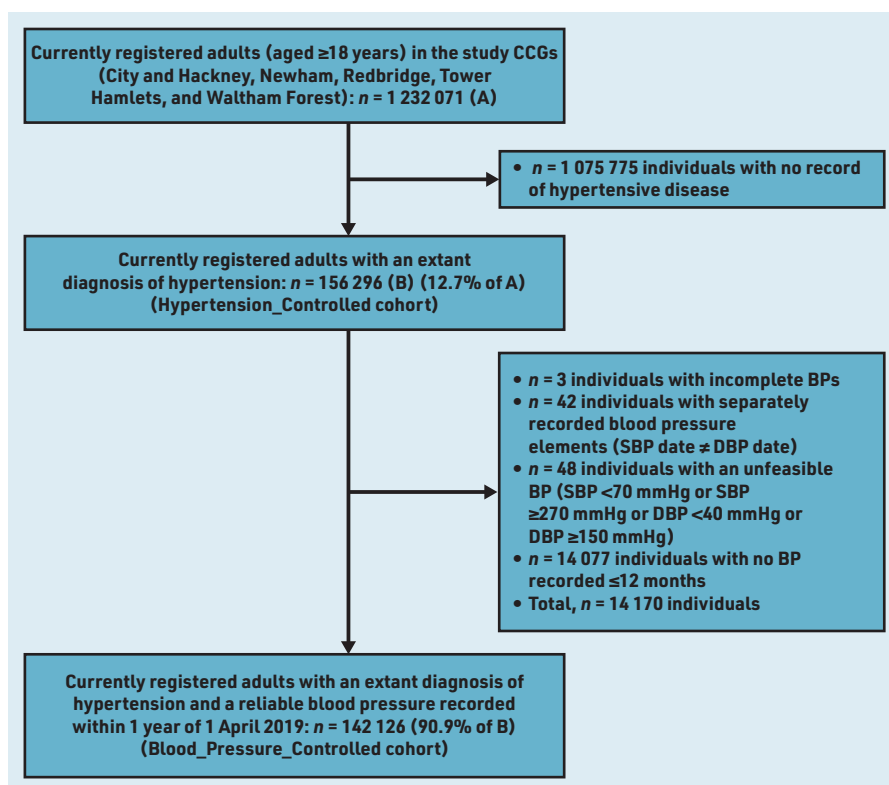 Currently registered adults (aged ≥18 years) in the study CCGs
(City and Hackney, Newham, Redbridge, Tower
Hamlets, and Waltham Forest): n = 1 232 071 (A)
• n = 1 075 775 individuals with no record
of hypertensive disease
Currently registered adults with an extant
diagnosis of hypertension: n = 156 296 (B) (12.7% of A)
(Hypertension_Controlled cohort)
• n = 3 individuals with incomplete BPs
• n = 42 individuals with separately
recorded blood pressure
elements (SBP date ≠ DBP date)
• n = 48 individuals with an unfeasible
BP (SBP <70 mmHg or SBP
≥270 mmHg or DBP <40 mmHg or
DBP ≥150 mmHg)
• n = 14 077 individuals with no BP
recorded ≤12 months
• Total, n = 14 170 individuals
Currently registered adults with an extant diagnosis of
hypertension and a reliable blood pressure recorded
within 1 year of 1 April 2019: n = 142 126 (90.9% of B)
(Blood_Pressure_Controlled cohort)